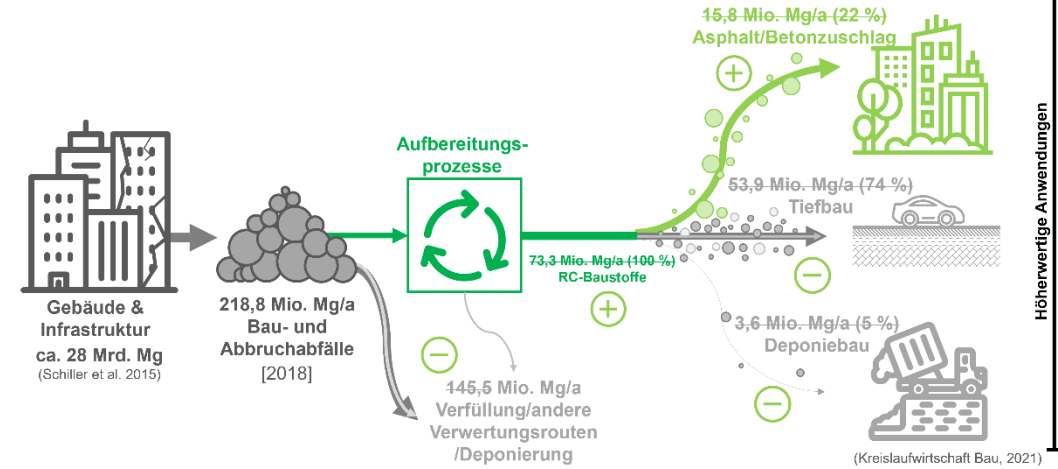 15,8 Mio. Mg/a (22 %)
Asphalt/Betonzuschlag
Aufbereitungs-
prozesse
53,9 Mio. Mg/a (74 %)
Tiefbau
73,3 Mio. Mg/a (100 %)
RC-Baustoffe
Gebäude &
Infrastruktur
ca. 28 Mrd. Mg
(Schiller et al. 2015)
218,8 Mio. Mg/a
Bau- und
Abbruchabfälle
[2018]
3,6 Mio. Mg/a (5 %)
Deponiebau
145,5 Mio. Mg/a
Verfüllung/andere
Verwertungsrouten
/Deponierung
Höherwertige Anwendungen
(Kreislaufwirtschaft Bau, 2021)